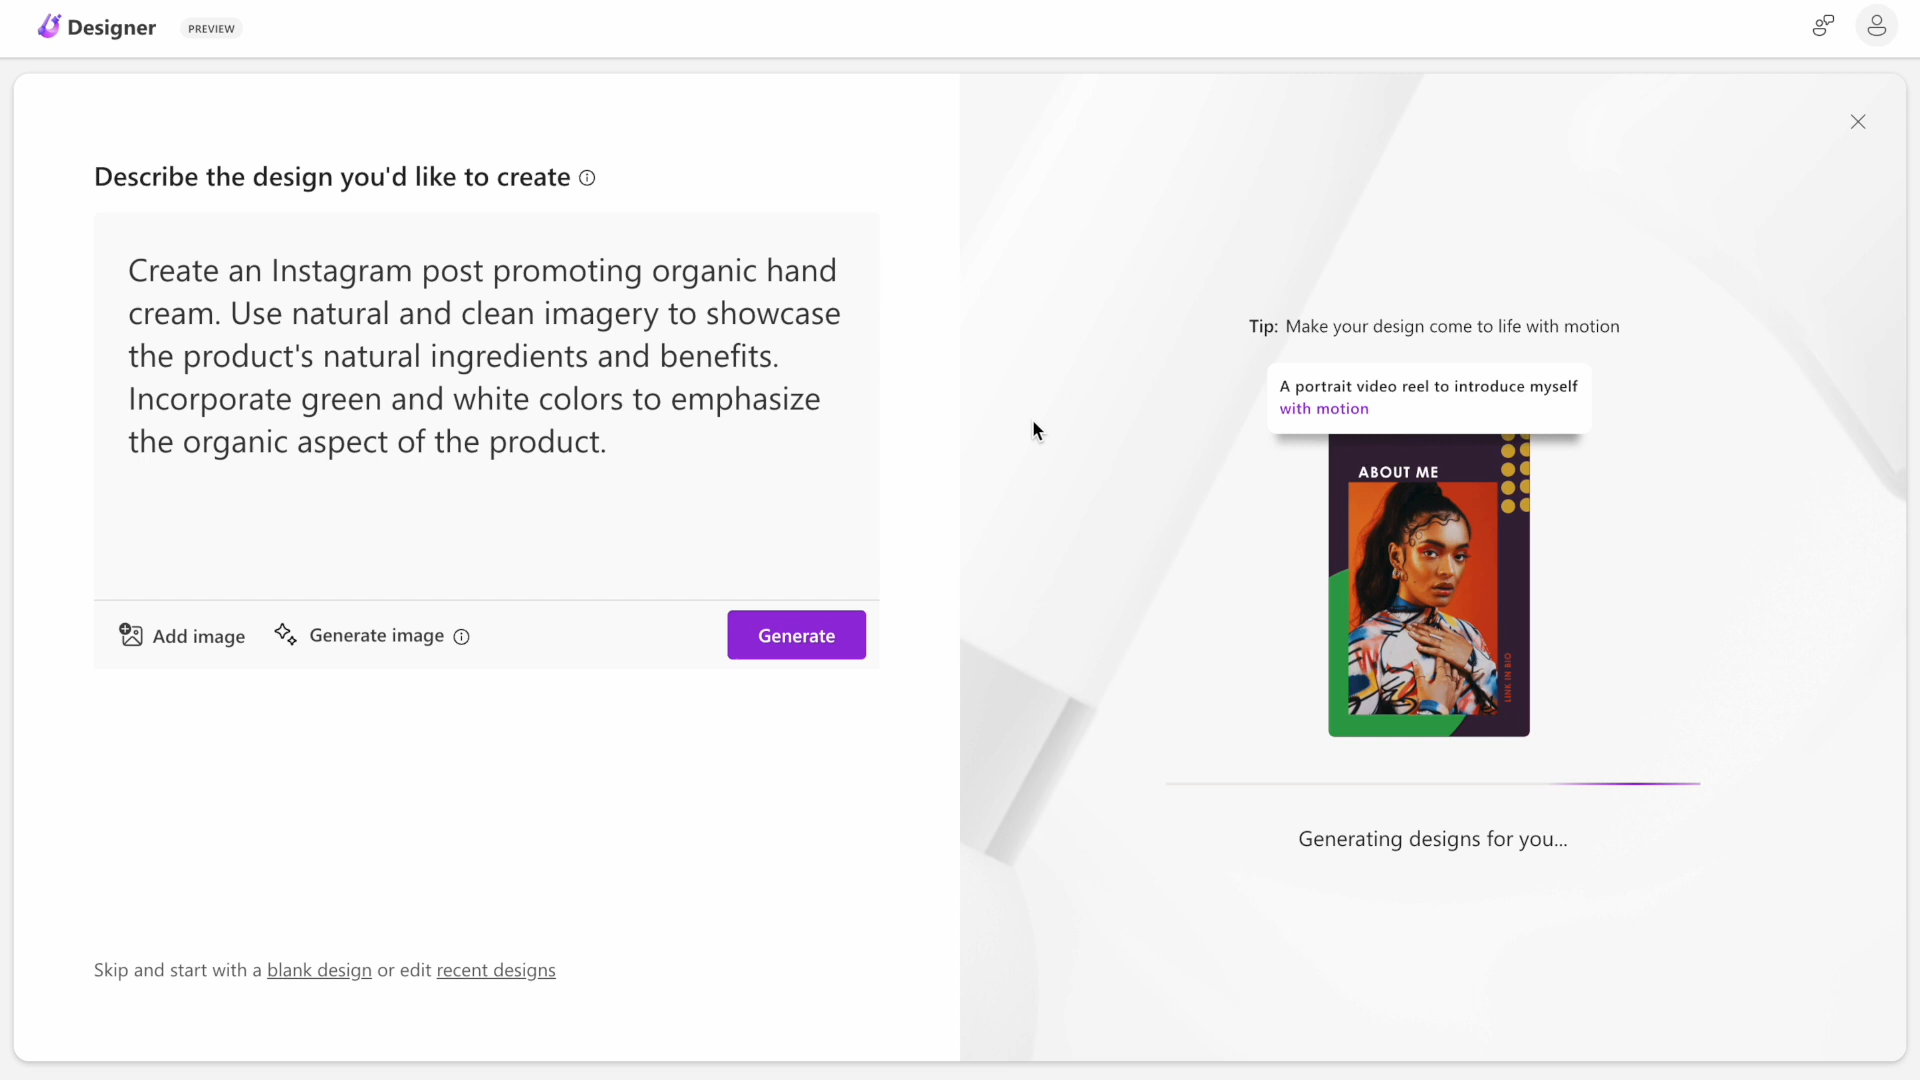 Designer
PREVIEW
Describe the design you'd like to create
Create an Instagram post promoting organic hand
cream. Use natural and clean imagery to showcase
the product's natural ingredients and benefits.
Incorporate green and white colors to emphasize
the organic aspect of the product.
Add image
Generate image
Generate
Skip and start with a blank design or edit recent designs
Tip: Make your design come to life with motion
A portrait video reel to introduce myself
with motion
ABOUT ME
LINK IN BIO
Generating designs for you...